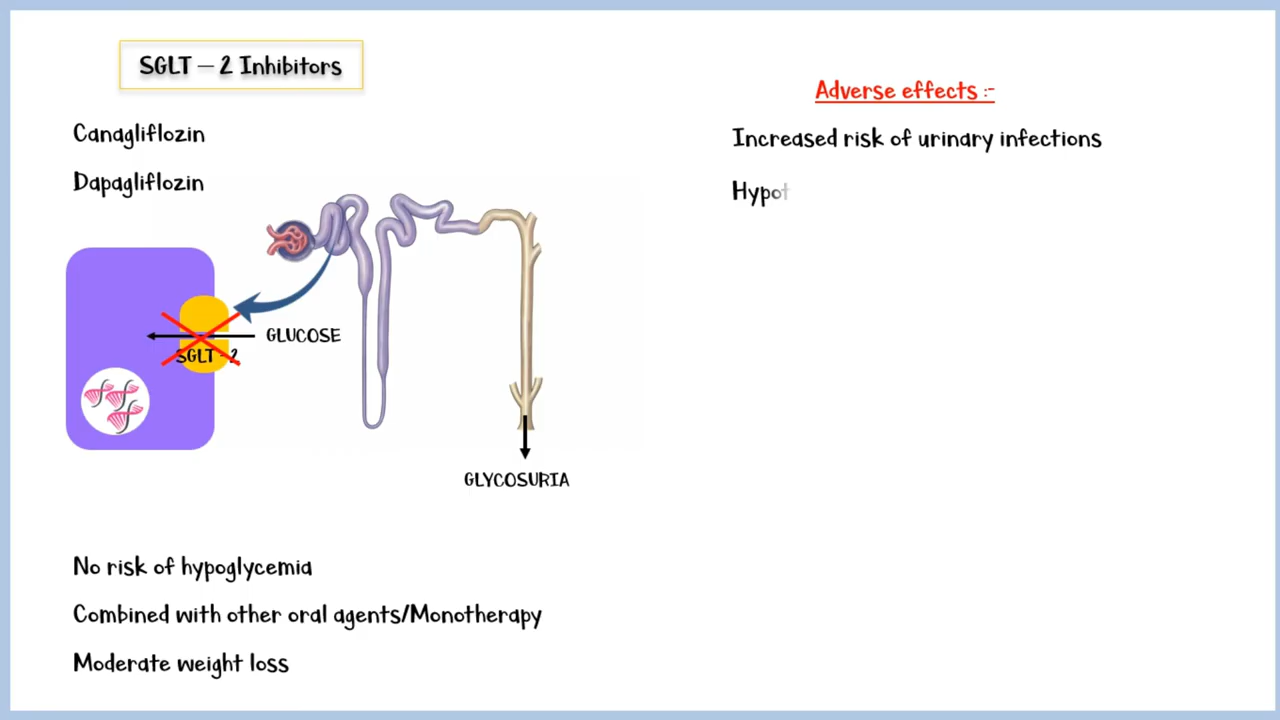 SGLT – 2 Inhibitors
Canagliflozin
Dapagliflozin
GLUCOSE
SGLT - 2
GLYCOSURIA
No risk of hypoglycemia
Combined with other oral agents/Monotherapy
Moderate weight loss
Adverse effects :-
Increased risk of urinary infections
Hypot